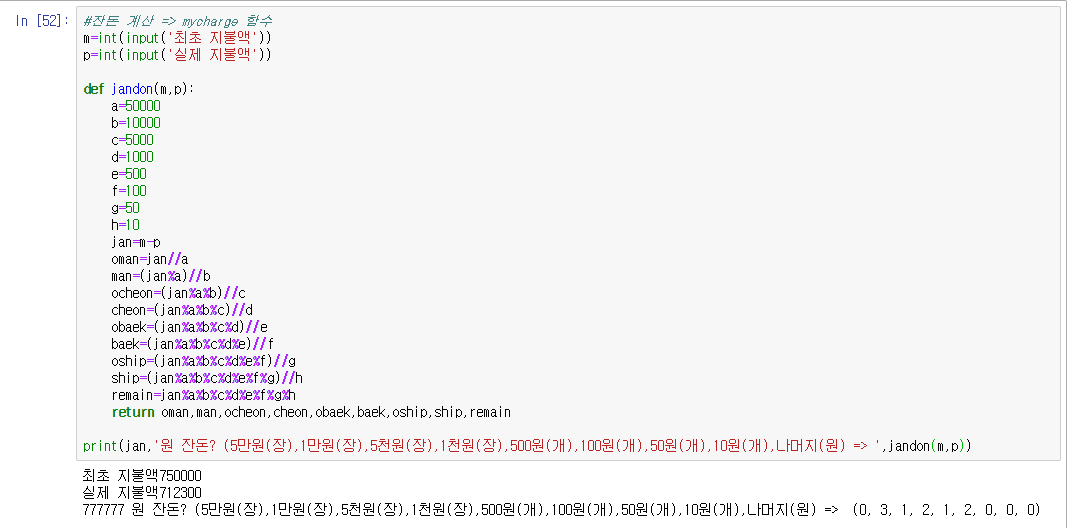 In [52]:
#잔돈 계산 => mycharge 함수
m=int(input('최초 지불액'))
p=int(input('실제 지불액'))
def jandon(m,p):
a=50000
b=10000
c=5000
d=1000
e=500
f=100
g=50
h=10
jan=m-p
oman=jan//a
man=(jan%a)//b
ocheon=(jan%a%b)//c
cheon=(jan%a%b%c)//d
obaek=(jan%a%b%c%d)//e
baek=(jan%a%b%c%d%e)//f
oship=(jan%a%b%c%d%e%f)//g
ship=(jan%a%b%c%d%e%f%g)//h
remain=jan%a%b%c%d%e%f%g%h
return oman,man,ocheon,cheon,obaek,baek,oship,ship,remain
print(jan,'원 잔돈? (5만원(장),1만원(장),5천원(장),1천원(장),500원(개),100원(개),50원(개),10원(개),나머지(원) => ',jandon(m,p))
최초 지불액750000
실제 지불액712300
777777 원 잔돈? (5만원(장),1만원(장),5천원(장),1천원(장),500원(개),100원(개),50원(개),10원(개),나머지(원) =>  (0, 3, 1, 2, 1, 2, 0, 0, 0)